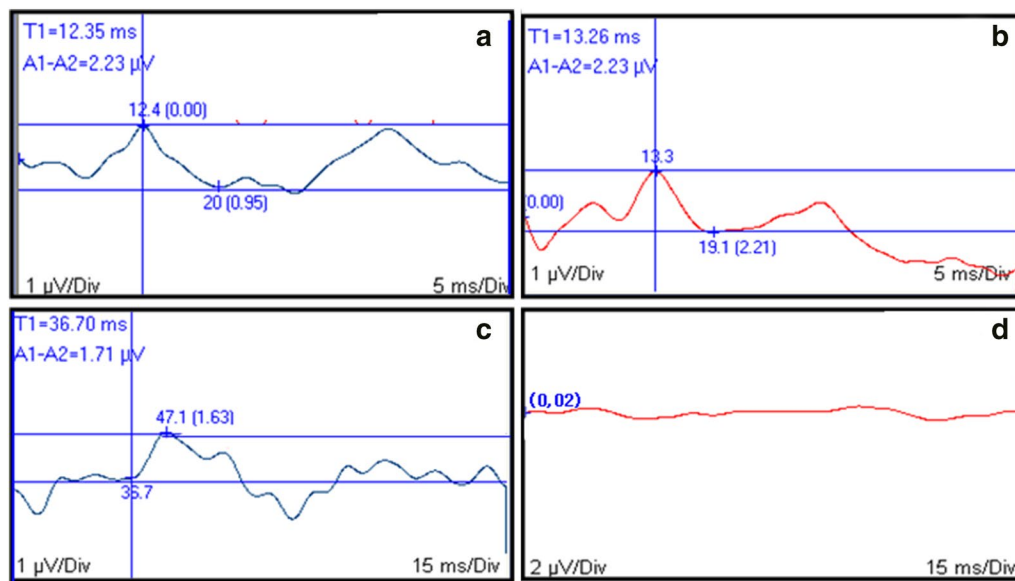 T1=12.35 ms
a
A1-A2=2.23 µV
12.4 (0.00)
20 (0.95)
1 µV/Div
5 ms/Div
T1=13.26 ms
b
A1-A2=2.23 µV
13.3
(0.00)
19.1 (2.21)
1 µV/Div
5 ms/Div
T1=36.70 ms
c
A1-A2=1.71 µV
47.1 (1.63)
36.7
1 µV/Div
15 ms/Div
d
(0,02)
2 µV/Div
15 ms/Div